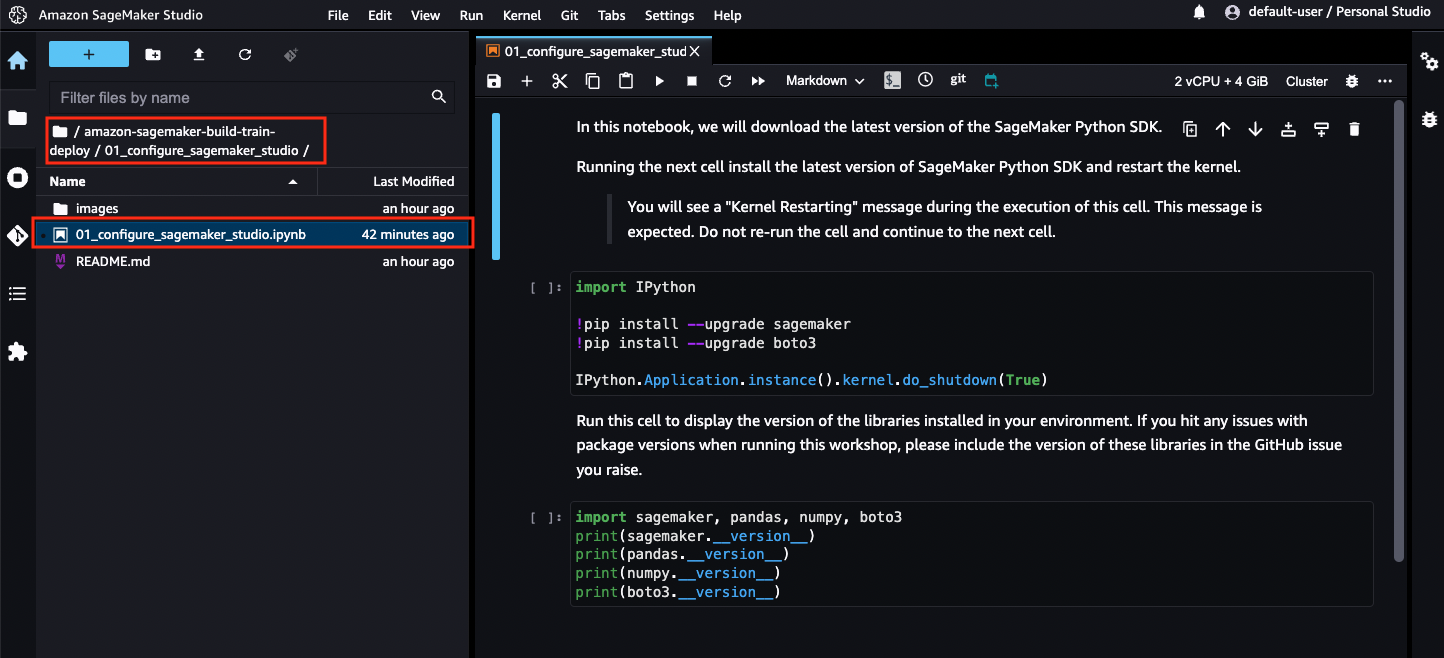 Amazon SageMaker Studio
File Edit View Run Kernel Git Tabs Settings Help
default-user / Personal Studio
+
Filter files by name
/ amazon-sagemaker-build-train-
deploy / 01_configure_sagemaker_studio /
Name Last Modified
images an hour ago
01_configure_sagemaker_studio.ipynb 42 minutes ago
M README.md an hour ago
01_configure_sagemaker_stud
Markdown $_ git 2 vCPU + 4 GiB Cluster
In this notebook, we will download the latest version of the SageMaker Python SDK.
Running the next cell install the latest version of SageMaker Python SDK and restart the kernel.
You will see a "Kernel Restarting" message during the execution of this cell. This message is
expected. Do not re-run the cell and continue to the next cell.
[ ]: import IPython
!pip install --upgrade sagemaker
!pip install --upgrade boto3
IPython.Application.instance().kernel.do_shutdown(True)
Run this cell to display the version of the libraries installed in your environment. If you hit any issues with
package versions when running this workshop, please include the version of these libraries in the GitHub issue
you raise.
[ ]: import sagemaker, pandas, numpy, boto3
print(sagemaker.__version__)
print(pandas.__version__)
print(numpy.__version__)
print(boto3.__version__)